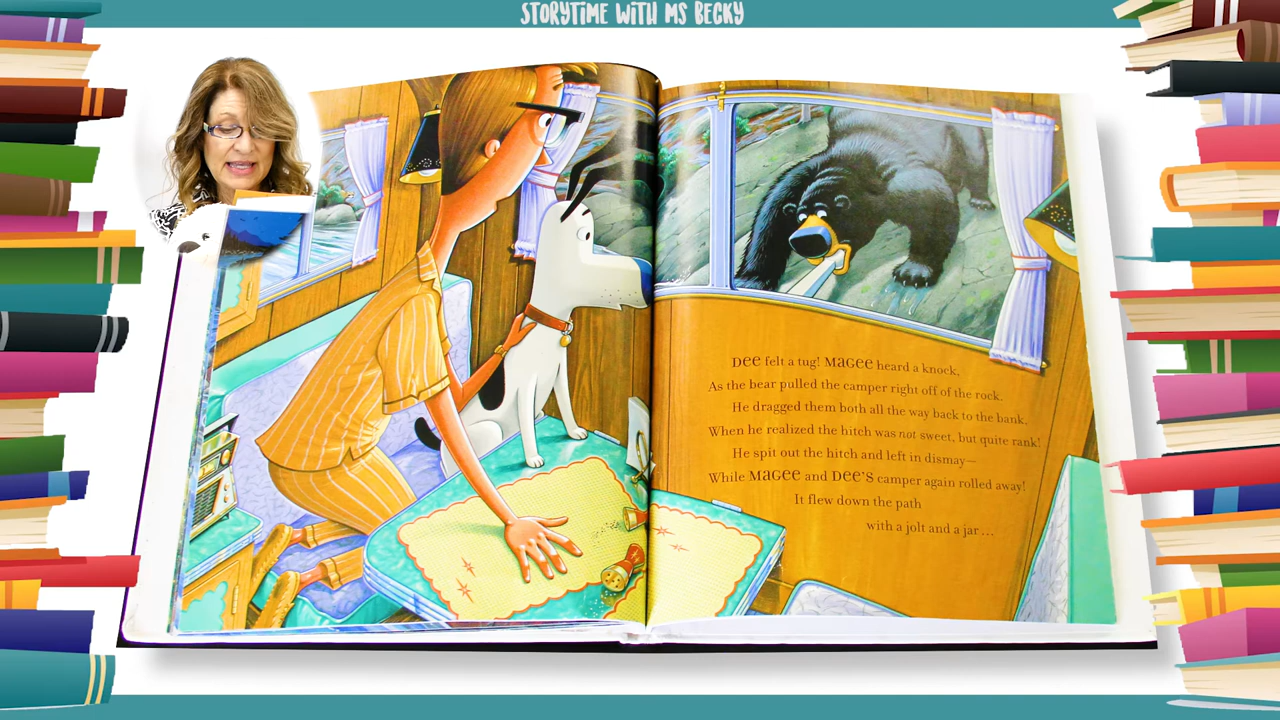 STORYTIME WITH MS BECKY
DEE felt a tug! MAGEE heard a knock,
As the bear pulled the camper right off of the rock.
He dragged them both all the way back to the bank,
When he realized the hitch was not sweet, but quite rank!
He spit out the hitch and left in dismay—
While MAGEE and DEE'S camper again rolled away!
It flew down the path
with a jolt and a jar...